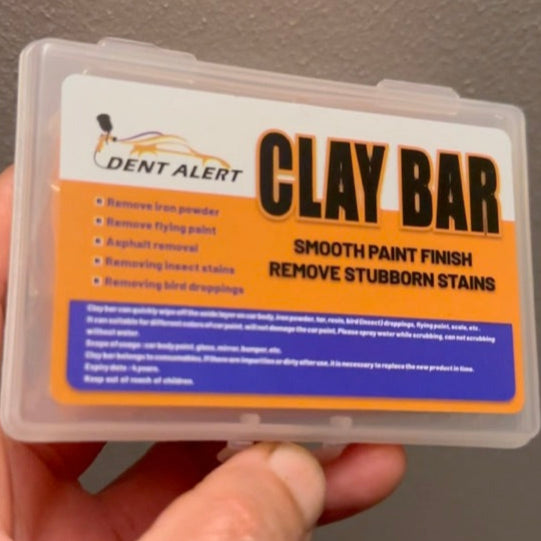 DENT ALERT
CLAY BAR
SMOOTH PAINT FINISH
REMOVE STUBBORN STAINS
Remove iron powder
Remove flying paint
Asphalt removal
Removing insect stains
Removing bird droppings
Clay bar can quickly wipe off the oxide layer on car body, iron powder, tar, resin, bird (insect) droppings, flying paint, scale, etc.
It can suitable for different colors of car paint, will not damage the car paint. Please spray water while scrubbing, can not scrubbing
without water.
Scope of usage : car body paint, glass, mirror, bumper, etc.
Clay bar belongs to consumables. If there are impurities or dirty after use, it is necessary to replace the new product in time.
Expiry date : 4 years.
Keep out of reach of children.